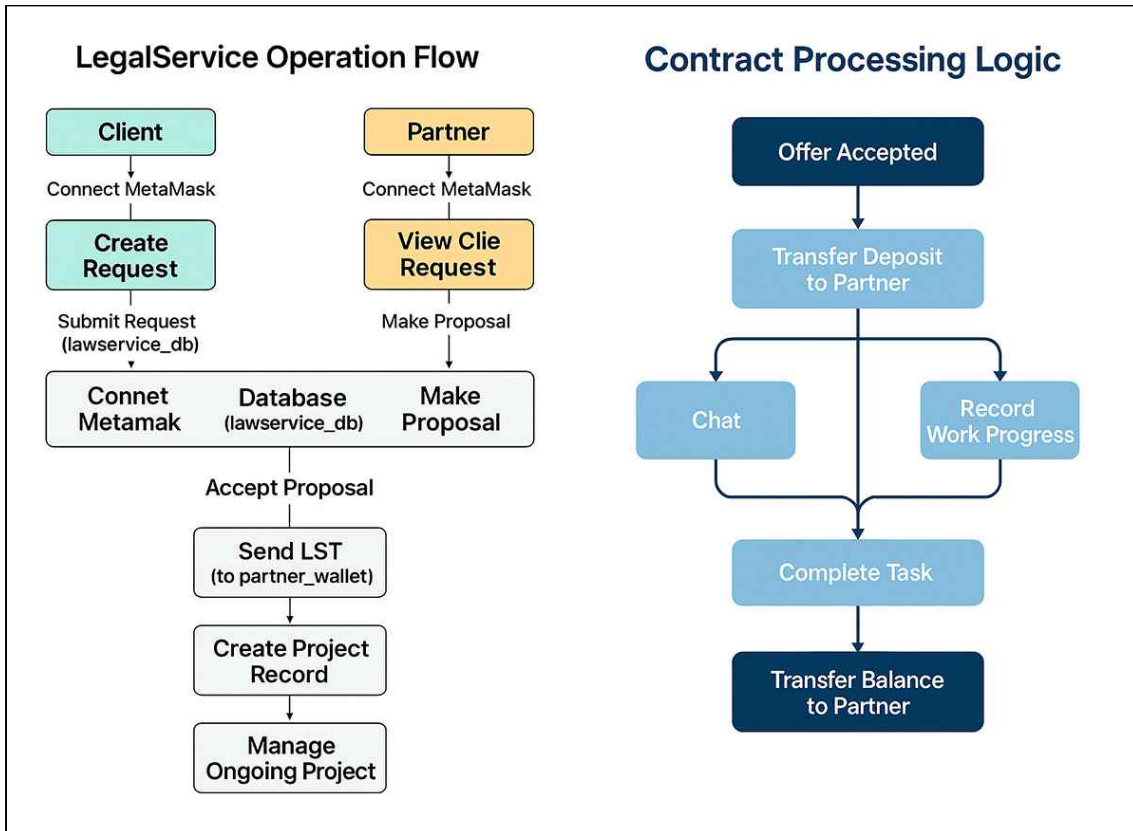 LegalService Operation Flow
Client
Connect MetaMask
Create
Request
Submit Request
(lawservice_db)
Partner
Connect MetaMask
View Clie
Request
Make Proposal
Connet
Metamak
Database
(lawservice_db)
Make
Proposal
Accept Proposal
Send LST
(to partner_wallet)
Create Project
Record
Manage
Ongoing Project
Contract Processing Logic
Offer Accepted
Transfer Deposit
to Partner
Chat
Record
Work Progress
Complete Task
Transfer Balance
to Partner